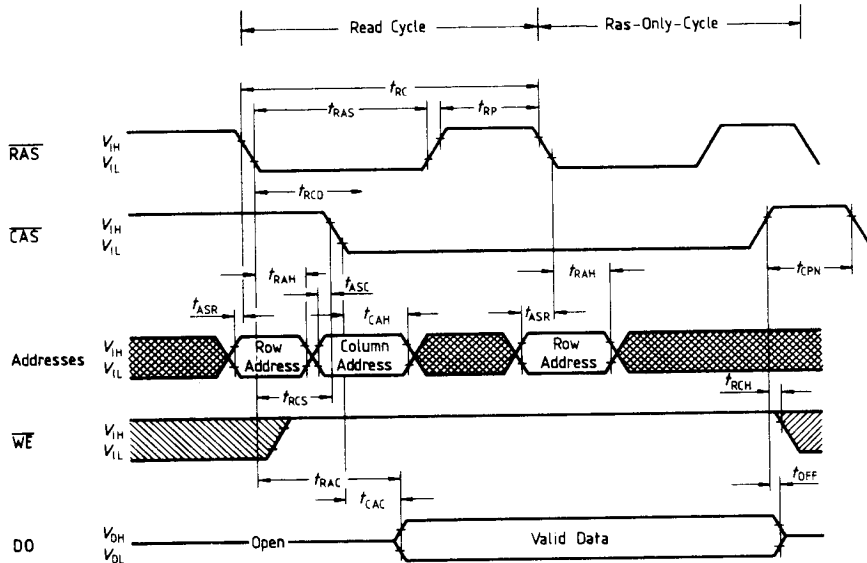 Read Cycle
Ras-Only-Cycle
tRC
tRAS
tRP
RAS
VIH
VIL
tRCD
CAS
VIH
VIL
tRAH
tASC
tRAH
tCPN
tASR
tCAH
tASR
Addresses
VIH
VIL
Row Address
Column Address
Row Address
tRCS
tRCH
WE
VIH
VIL
tRAC
tOFF
tCAC
DO
VOH
VOL
Open
Valid Data